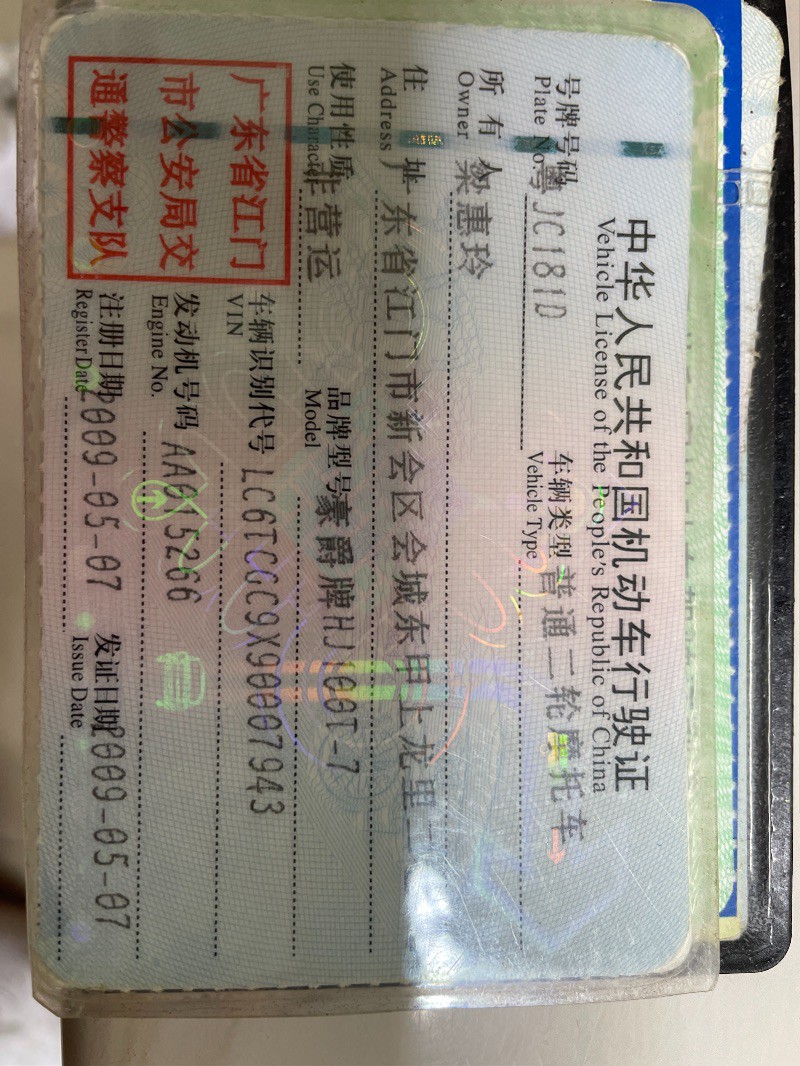 中华人民共和国机动车行驶证
Vehicle License of the People's Republic of China
号牌号码 粤JC181D 车辆类型 普通二轮摩托车
Plate No. Vehicle Type
所有人 梁惠玲
Owner
住址 广东省江门市新会区会城东甲上龙里二
Address
使用性质 非营运 品牌型号 豪爵牌HJ100T-7
Use Character Model
广东省江门
市公安局交
通警察支队
车辆识别代号 LC6TCGC9X90007943
VIN
发动机号码 AA015266
Engine No.
注册日期 2009-05-07 发证日期 2009-05-07
Register Date Issue Date